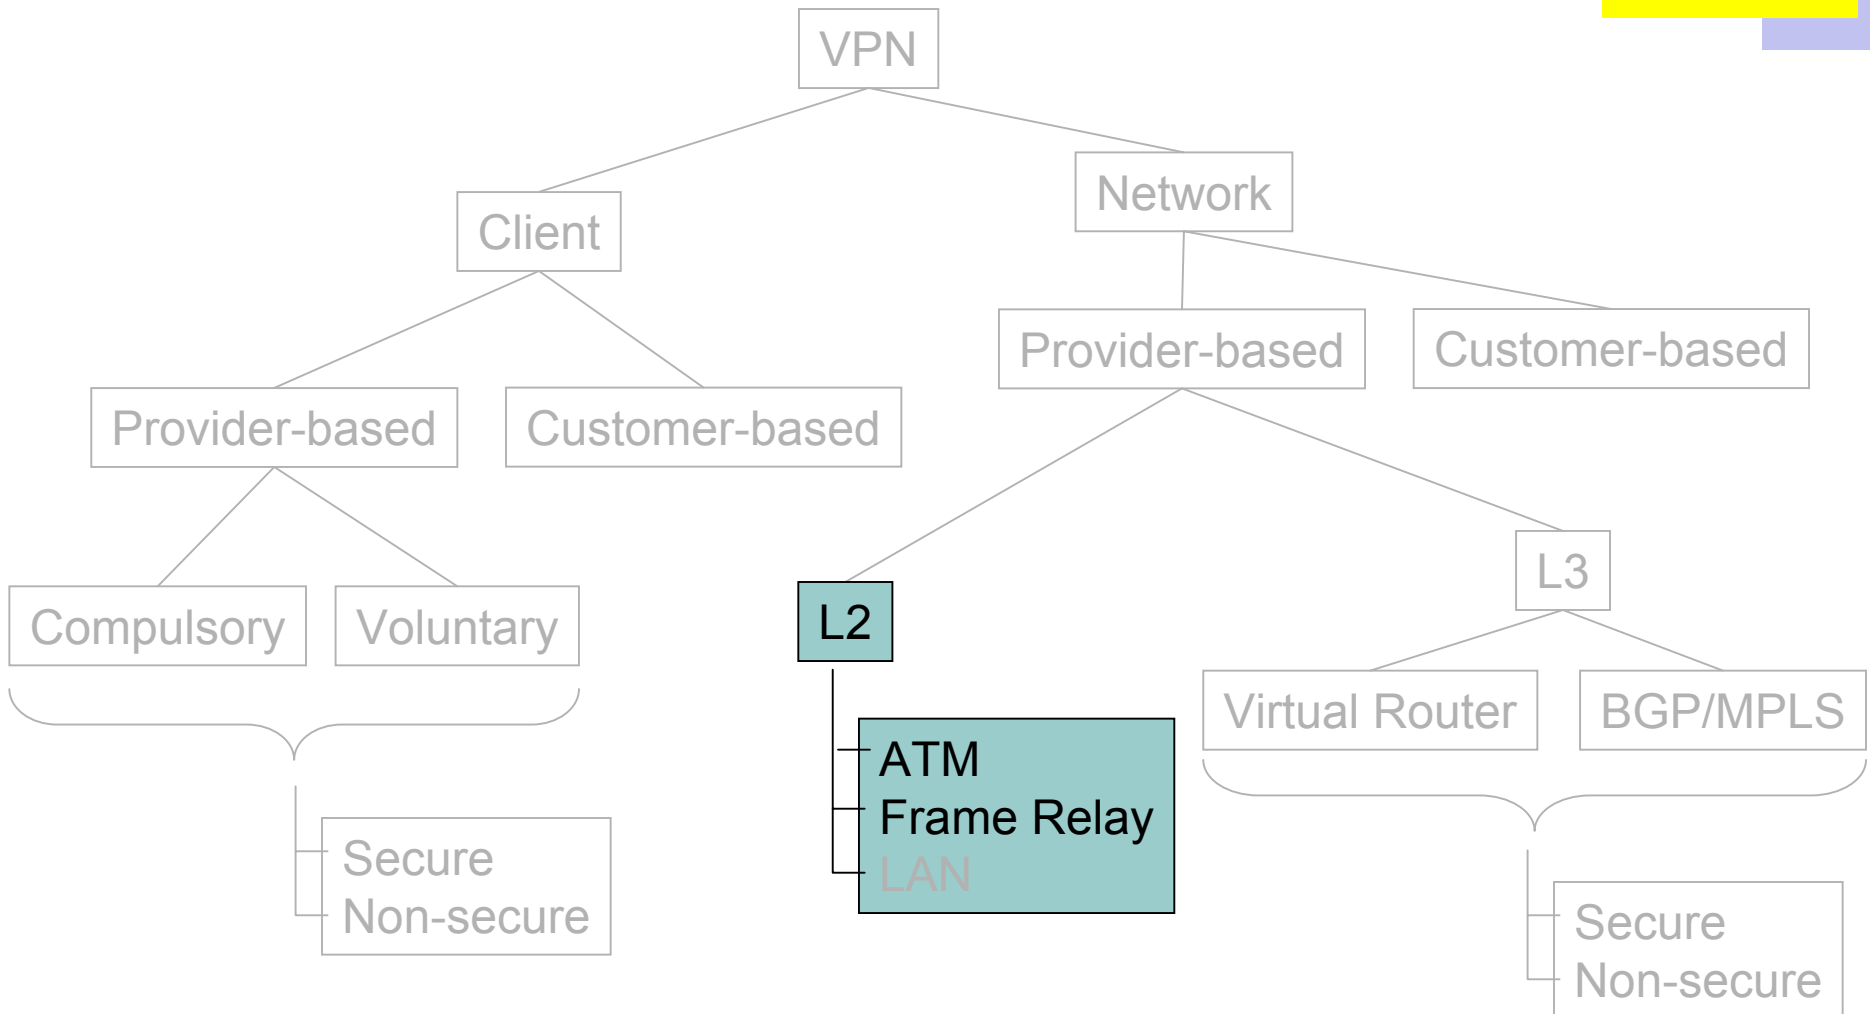 VPN
Client
Network
Provider-based
Customer-based
Provider-based
Customer-based
Compulsory
Voluntary
L2
L3
Virtual Router
BGP/MPLS
ATM
Frame Relay
LAN
Secure
Non-secure
Secure
Non-secure